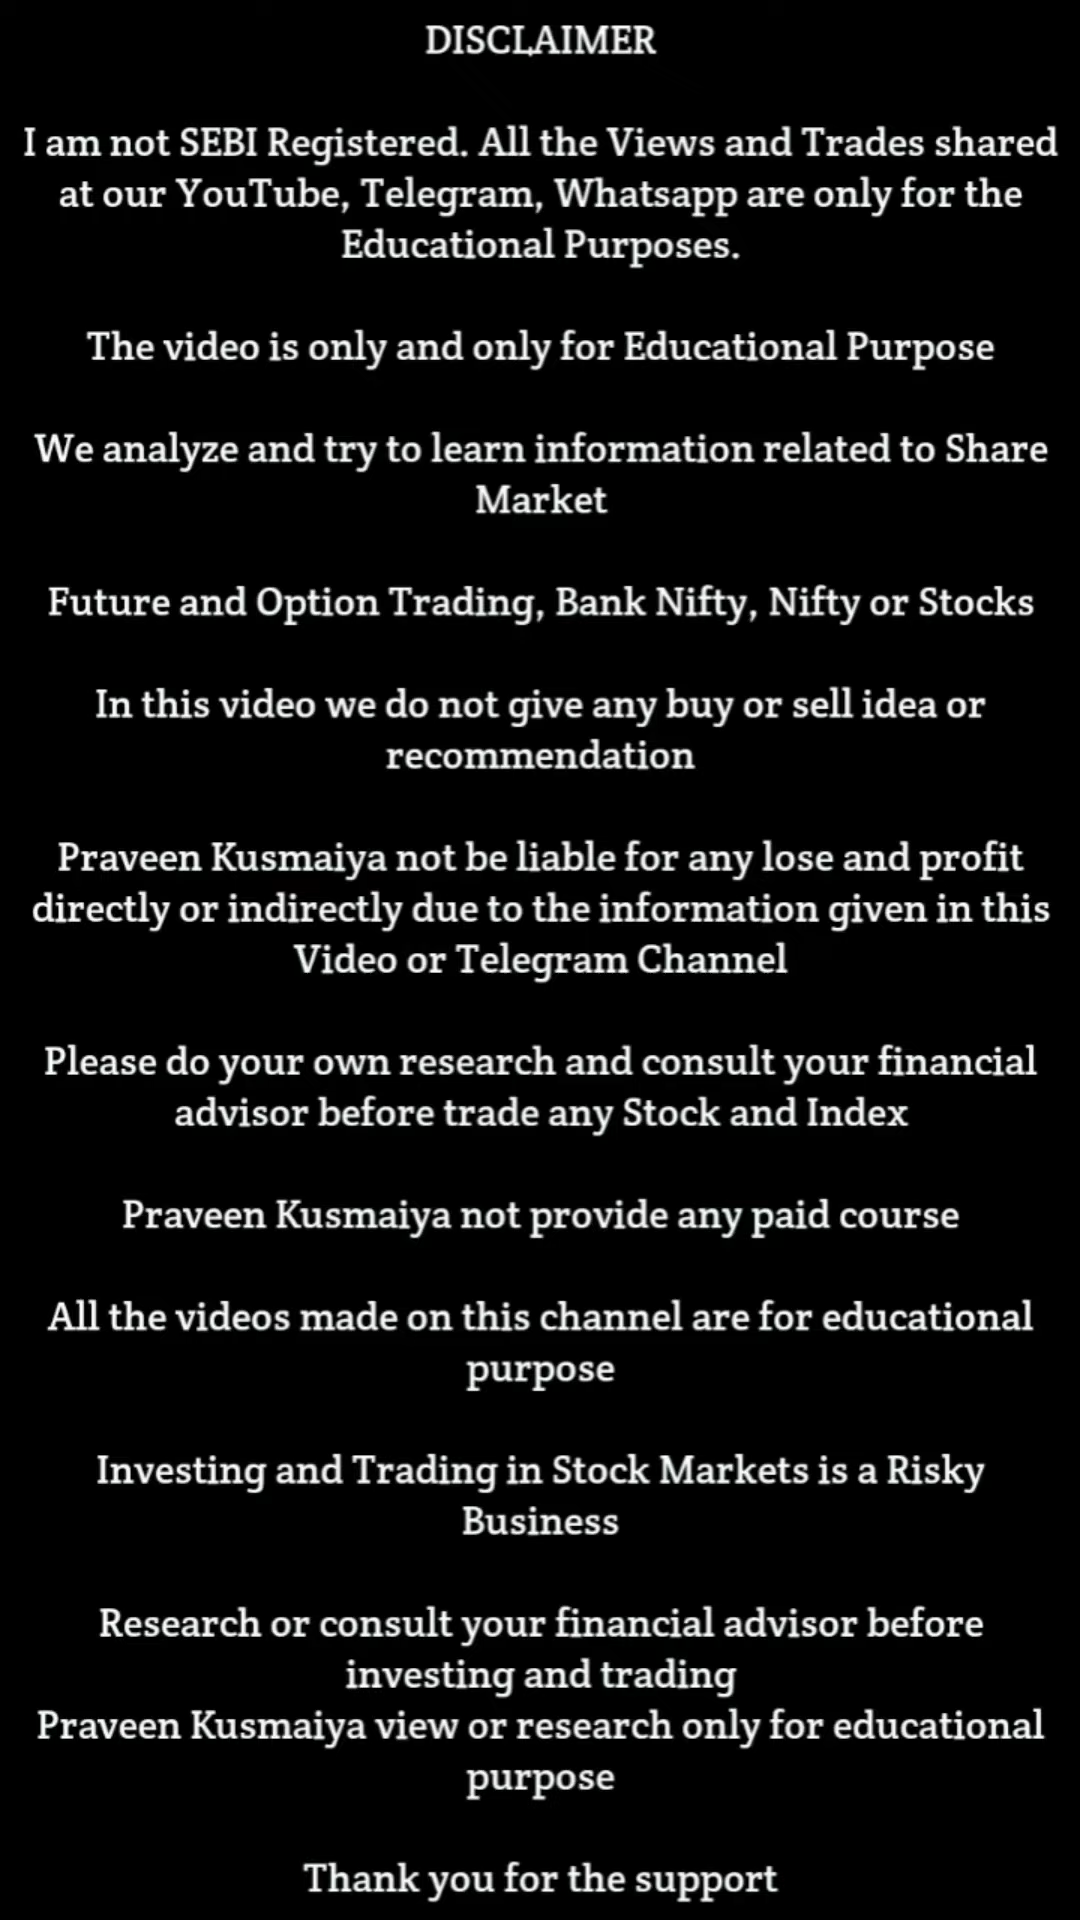 DISCLAIMER
I am not SEBI Registered. All the Views and Trades shared
at our YouTube, Telegram, Whatsapp are only for the
Educational Purposes.
The video is only and only for Educational Purpose
We analyze and try to learn information related to Share
Market
Future and Option Trading, Bank Nifty, Nifty or Stocks
In this video we do not give any buy or sell idea or
recommendation
Praveen Kusmaiya not be liable for any lose and profit
directly or indirectly due to the information given in this
Video or Telegram Channel
Please do your own research and consult your financial
advisor before trade any Stock and Index
Praveen Kusmaiya not provide any paid course
All the videos made on this channel are for educational
purpose
Investing and Trading in Stock Markets is a Risky
Business
Research or consult your financial advisor before
investing and trading
Praveen Kusmaiya view or research only for educational
purpose
Thank you for the support